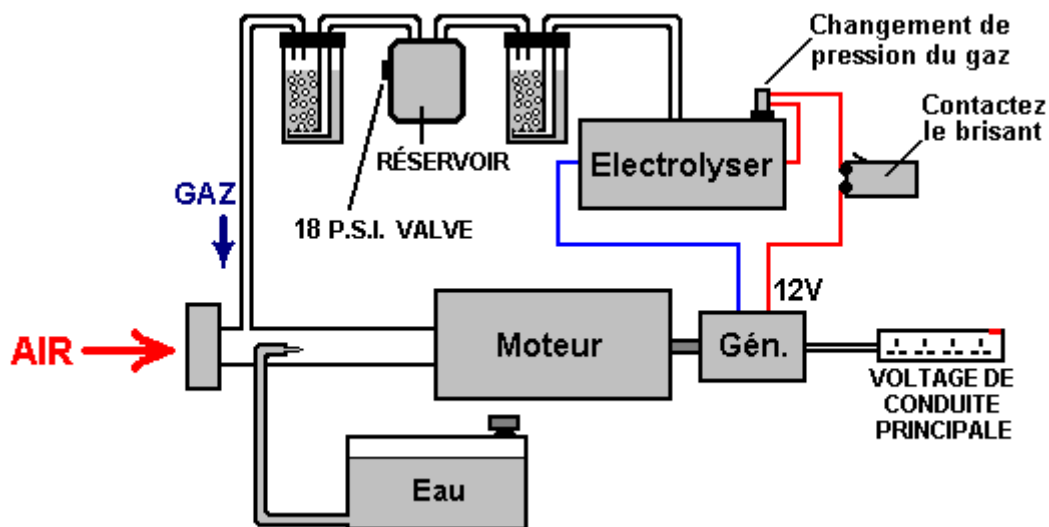 Changement de
pression du gaz
Contactez
le brisant
RÉSERVOIR
Electrolyser
GAZ
18 P.S.I. VALVE
12V
AIR
Moteur
Gén.
VOLTAGE DE
CONDUITE
PRINCIPALE
Eau